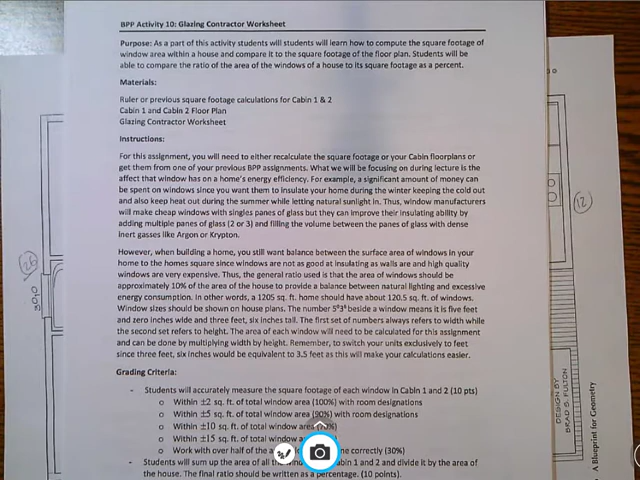 BPP Activity 10: Glazing Contractor Worksheet
Purpose: As a part of this activity students will students will learn how to compute the square footage of
window area within a house and compare it to the square footage of the floor plan. Students will be
able to compare the ratio of the area of the windows of a house to its square footage as a percent.
Materials:
Ruler or previous square footage calculations for Cabin 1 & 2
Cabin 1 and Cabin 2 Floor Plan
Glazing Contractor Worksheet
Instructions:
For this assignment, you will need to either recalculate the square footage or your Cabin floorplans or
get them from one of your previous BPP assignments. What we will be focusing on during lecture is the
affect that window has on a home's energy efficiency. For example, a significant amount of money can
be spent on windows since you want them to insulate your home during the winter keeping the cold out
and also keep heat out during the summer while letting natural sunlight in. Thus, window manufacturers
will make cheap windows with singles panes of glass but they can improve their insulating ability by
adding multiple panes of glass (2 or 3) and filling the volume between the panes of glass with dense
inert gasses like Argon or Krypton.
However, when building a home, you still want balance between the surface area of windows in your
home to the homes square since windows are not as good at insulating as walls are and high quality
windows are very expensive. Thus, the general ratio used is that the area of windows should be
approximately 10% of the area of the house to provide a balance between natural lighting and excessive
energy consumption. In other words, a 1205 sq. ft. home should have about 120.5 sq. ft. of windows.
Window sizes should be shown on house plans. The number 5⁰3⁶ beside a window means it is five feet
and zero inches wide and three feet, six inches tall. The first set of numbers always refers to width while
the second set refers to height. The area of each window will need to be calculated for this assignment
and can be done by multiplying width by height. Remember, to switch your units exclusively to feet
since three feet, six inches would be equivalent to 3.5 feet as this will make your calculations easier.
Grading Criteria:
- Students will accurately measure the square footage of each window in Cabin 1 and 2 (10 pts)
o Within ±2 sq. ft. of total window area (100%) with room designations
o Within ±5 sq. ft. of total window area (90%) with room designations
o Within ±10 sq. ft. of total window area
o Within ±15 sq. ft. of total window
o Work with over half of the correctly (30%)
- Students will sum up the area of all 1 and 2 and divide it by the area of
the house. The final ratio should be written as a percentage. (10 points).
26
3030
12
DESIGN BY
BRAD S. FULTON
A Blueprint for Geometry